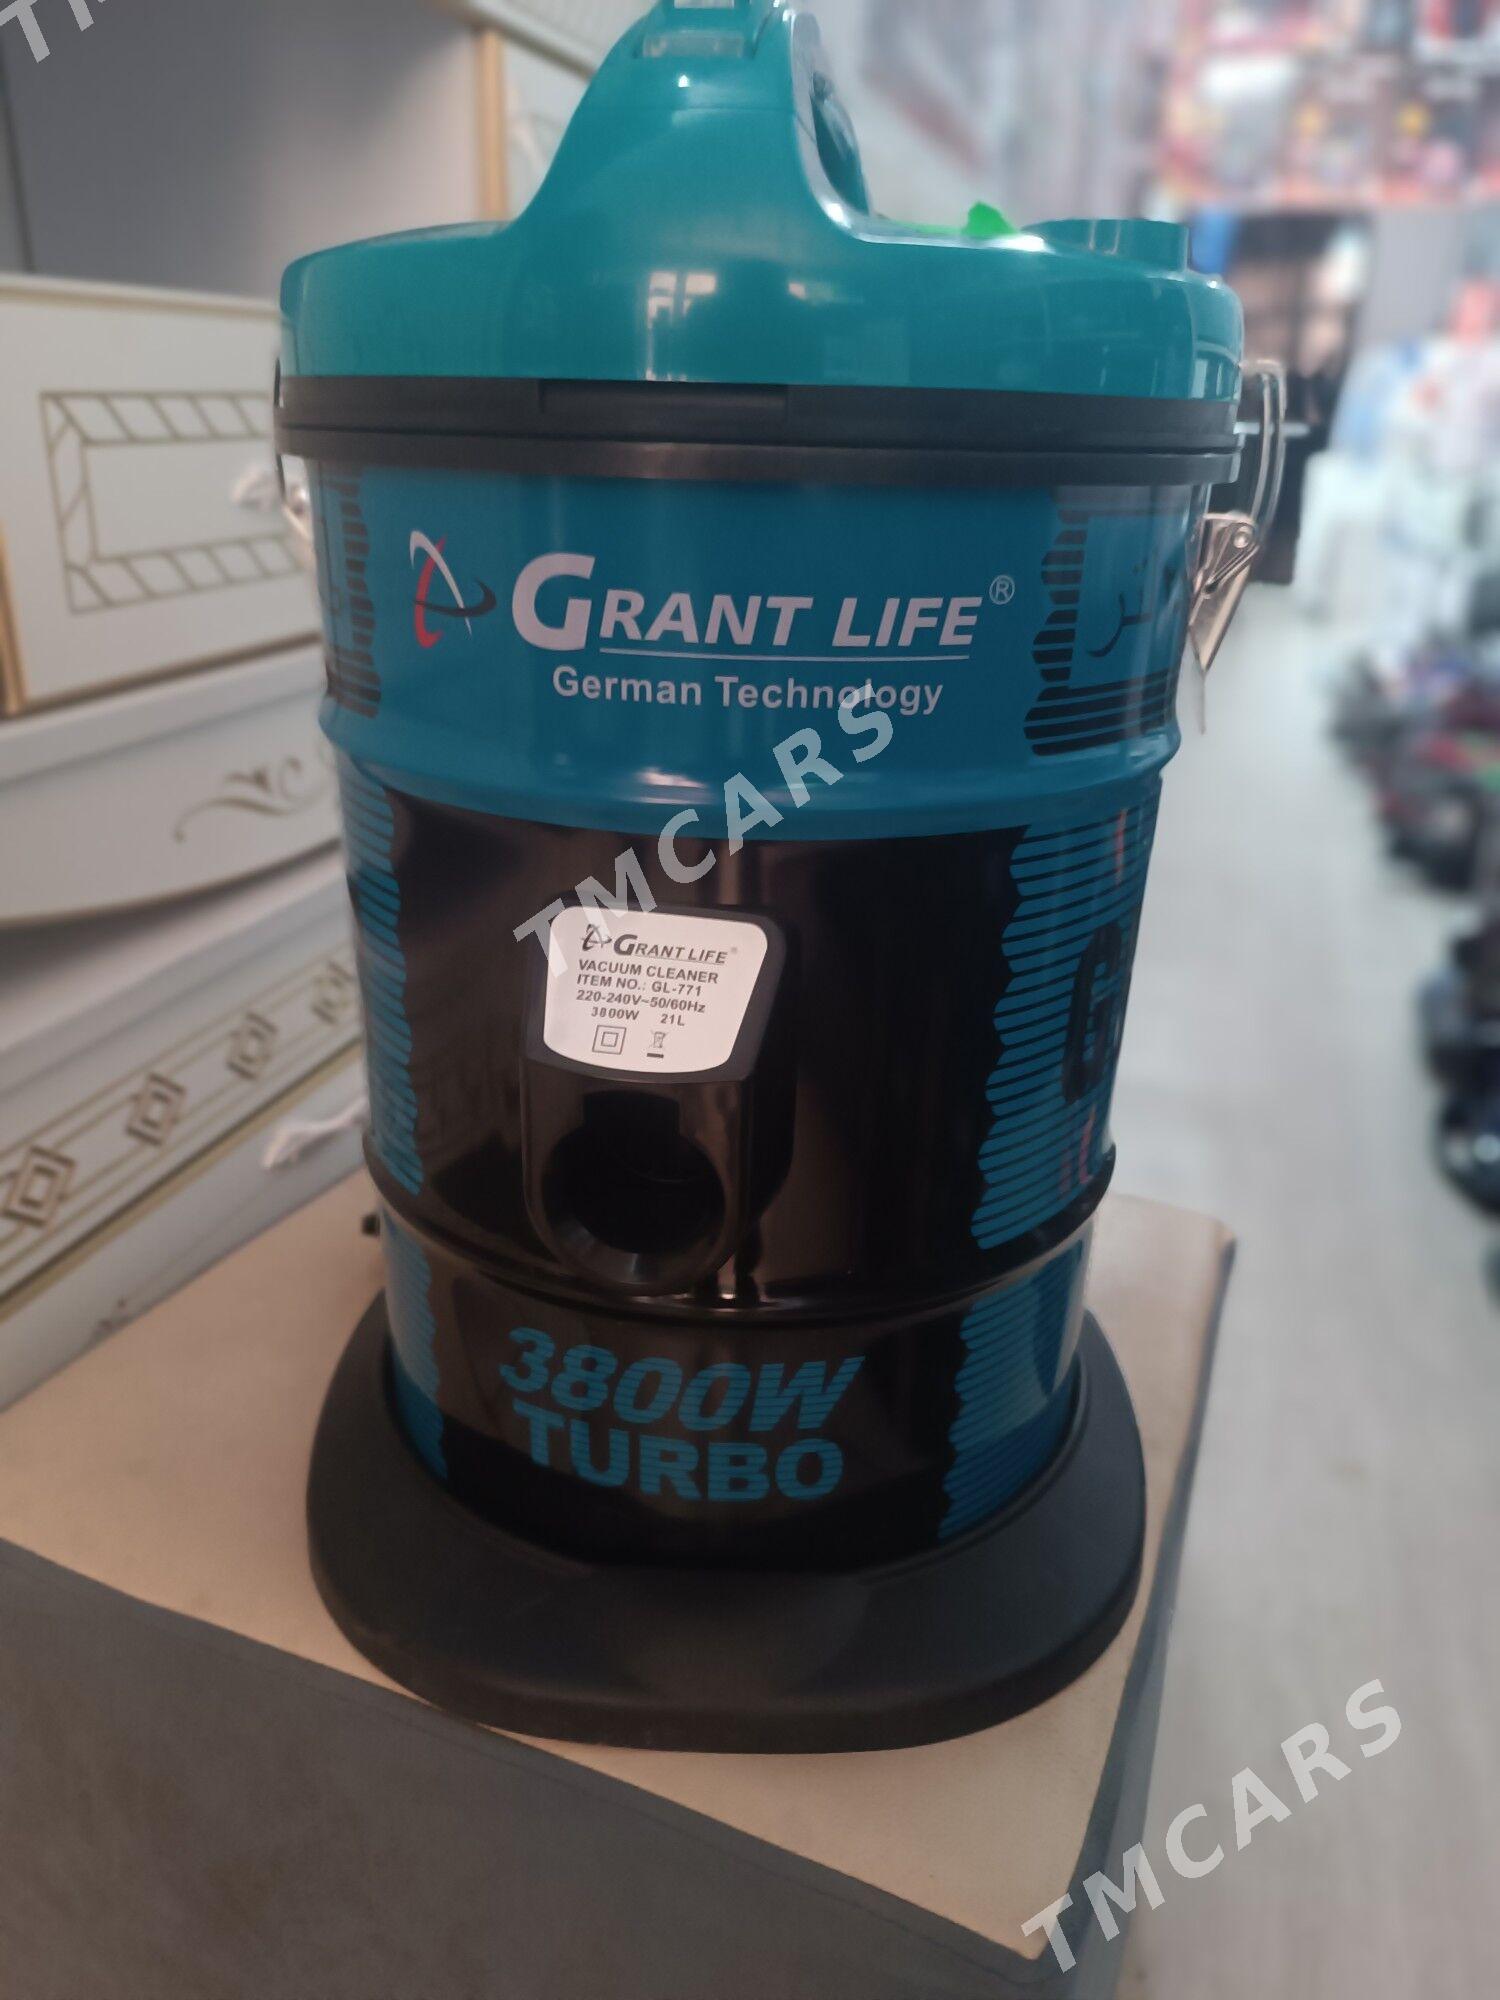 GRANT LIFE®
German Technology
TMCARS
GRANT LIFE®
VACUUM CLEANER
ITEM NO.: GL-771
220-240V~50/60Hz
3800W 21L
3800W
TURBO
TMCARS